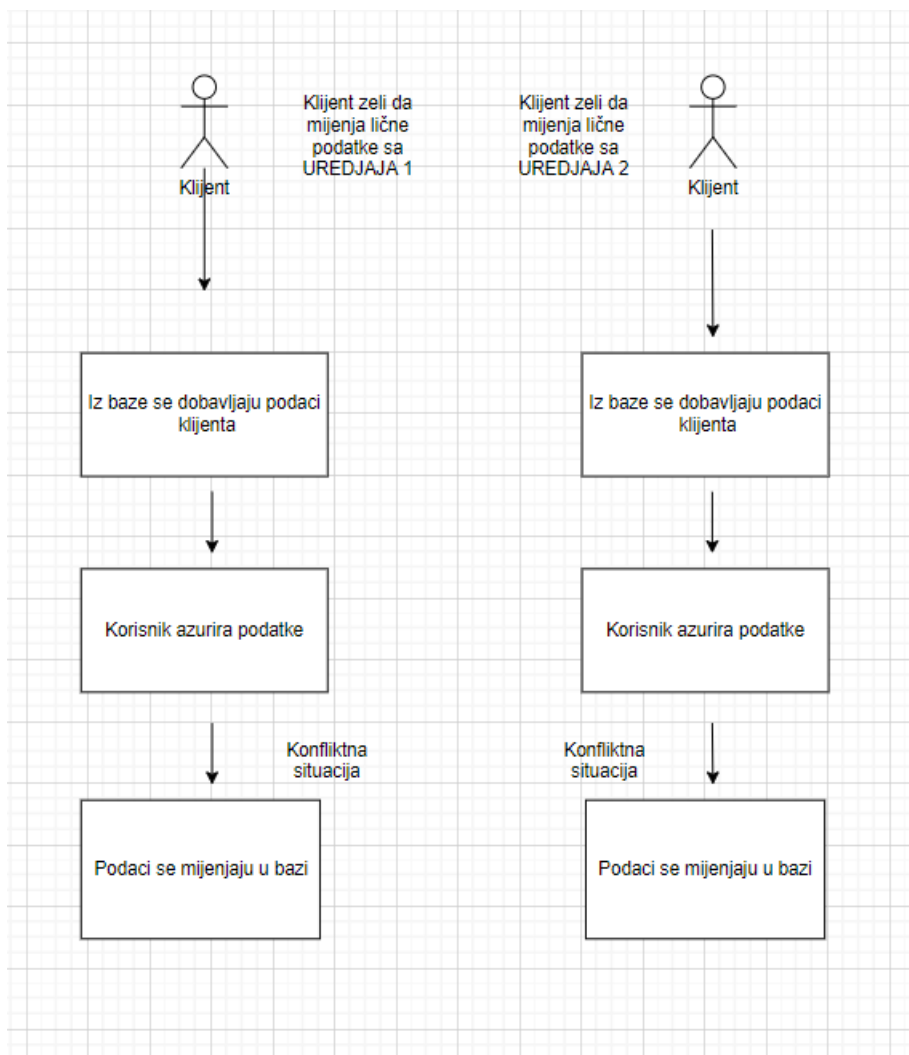 Klijent zeli da
mijenja lične
podatke sa
UREDJAJA 1
Klijent
Klijent zeli da
mijenja lične
podatke sa
UREDJAJA 2
Klijent
Iz baze se dobavljaju podaci
klijenta
Iz baze se dobavljaju podaci
klijenta
Korisnik azurira podatke
Korisnik azurira podatke
Konfliktna
situacija
Konfliktna
situacija
Podaci se mijenjaju u bazi
Podaci se mijenjaju u bazi